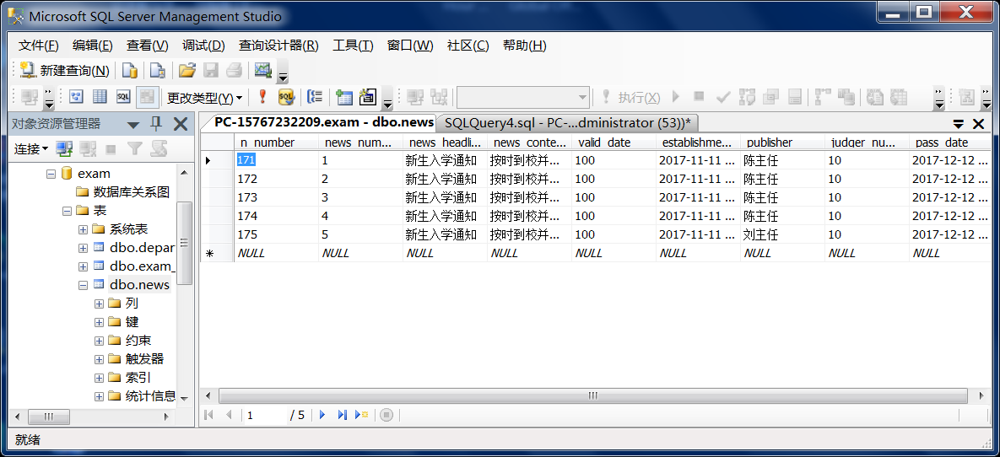 Microsoft SQL Server Management Studio
文件(F) 编辑(E) 查看(V) 调试(D) 查询设计器(R) 工具(T) 窗口(W) 社区(C) 帮助(H)
新建查询(N)
更改类型(Y) 执行(X)
对象资源管理器
连接
exam
数据库关系图
表
系统表
dbo.depar
dbo.exam_
dbo.news
列
键
约束
触发器
索引
统计信息
PC-15767232209.exam - dbo.news SQLQuery4.sql - PC-...dministrator (53))*
n_number news_num... news_headli... news_conte... valid_date establishme... publisher judger_nu... pass_date
171 1 新生入学通知 按时到校并... 100 2017-11-11 ... 陈主任 10 2017-12-12 ...
172 2 新生入学通知 按时到校并... 100 2017-11-11 ... 陈主任 10 2017-12-12 ...
173 3 新生入学通知 按时到校并... 100 2017-11-11 ... 陈主任 10 2017-12-12 ...
174 4 新生入学通知 按时到校并... 100 2017-11-11 ... 陈主任 10 2017-12-12 ...
175 5 新生入学通知 按时到校并... 100 2017-11-11 ... 刘主任 10 2017-12-12 ...
NULL NULL NULL NULL NULL NULL NULL NULL NULL
1 / 5
就绪